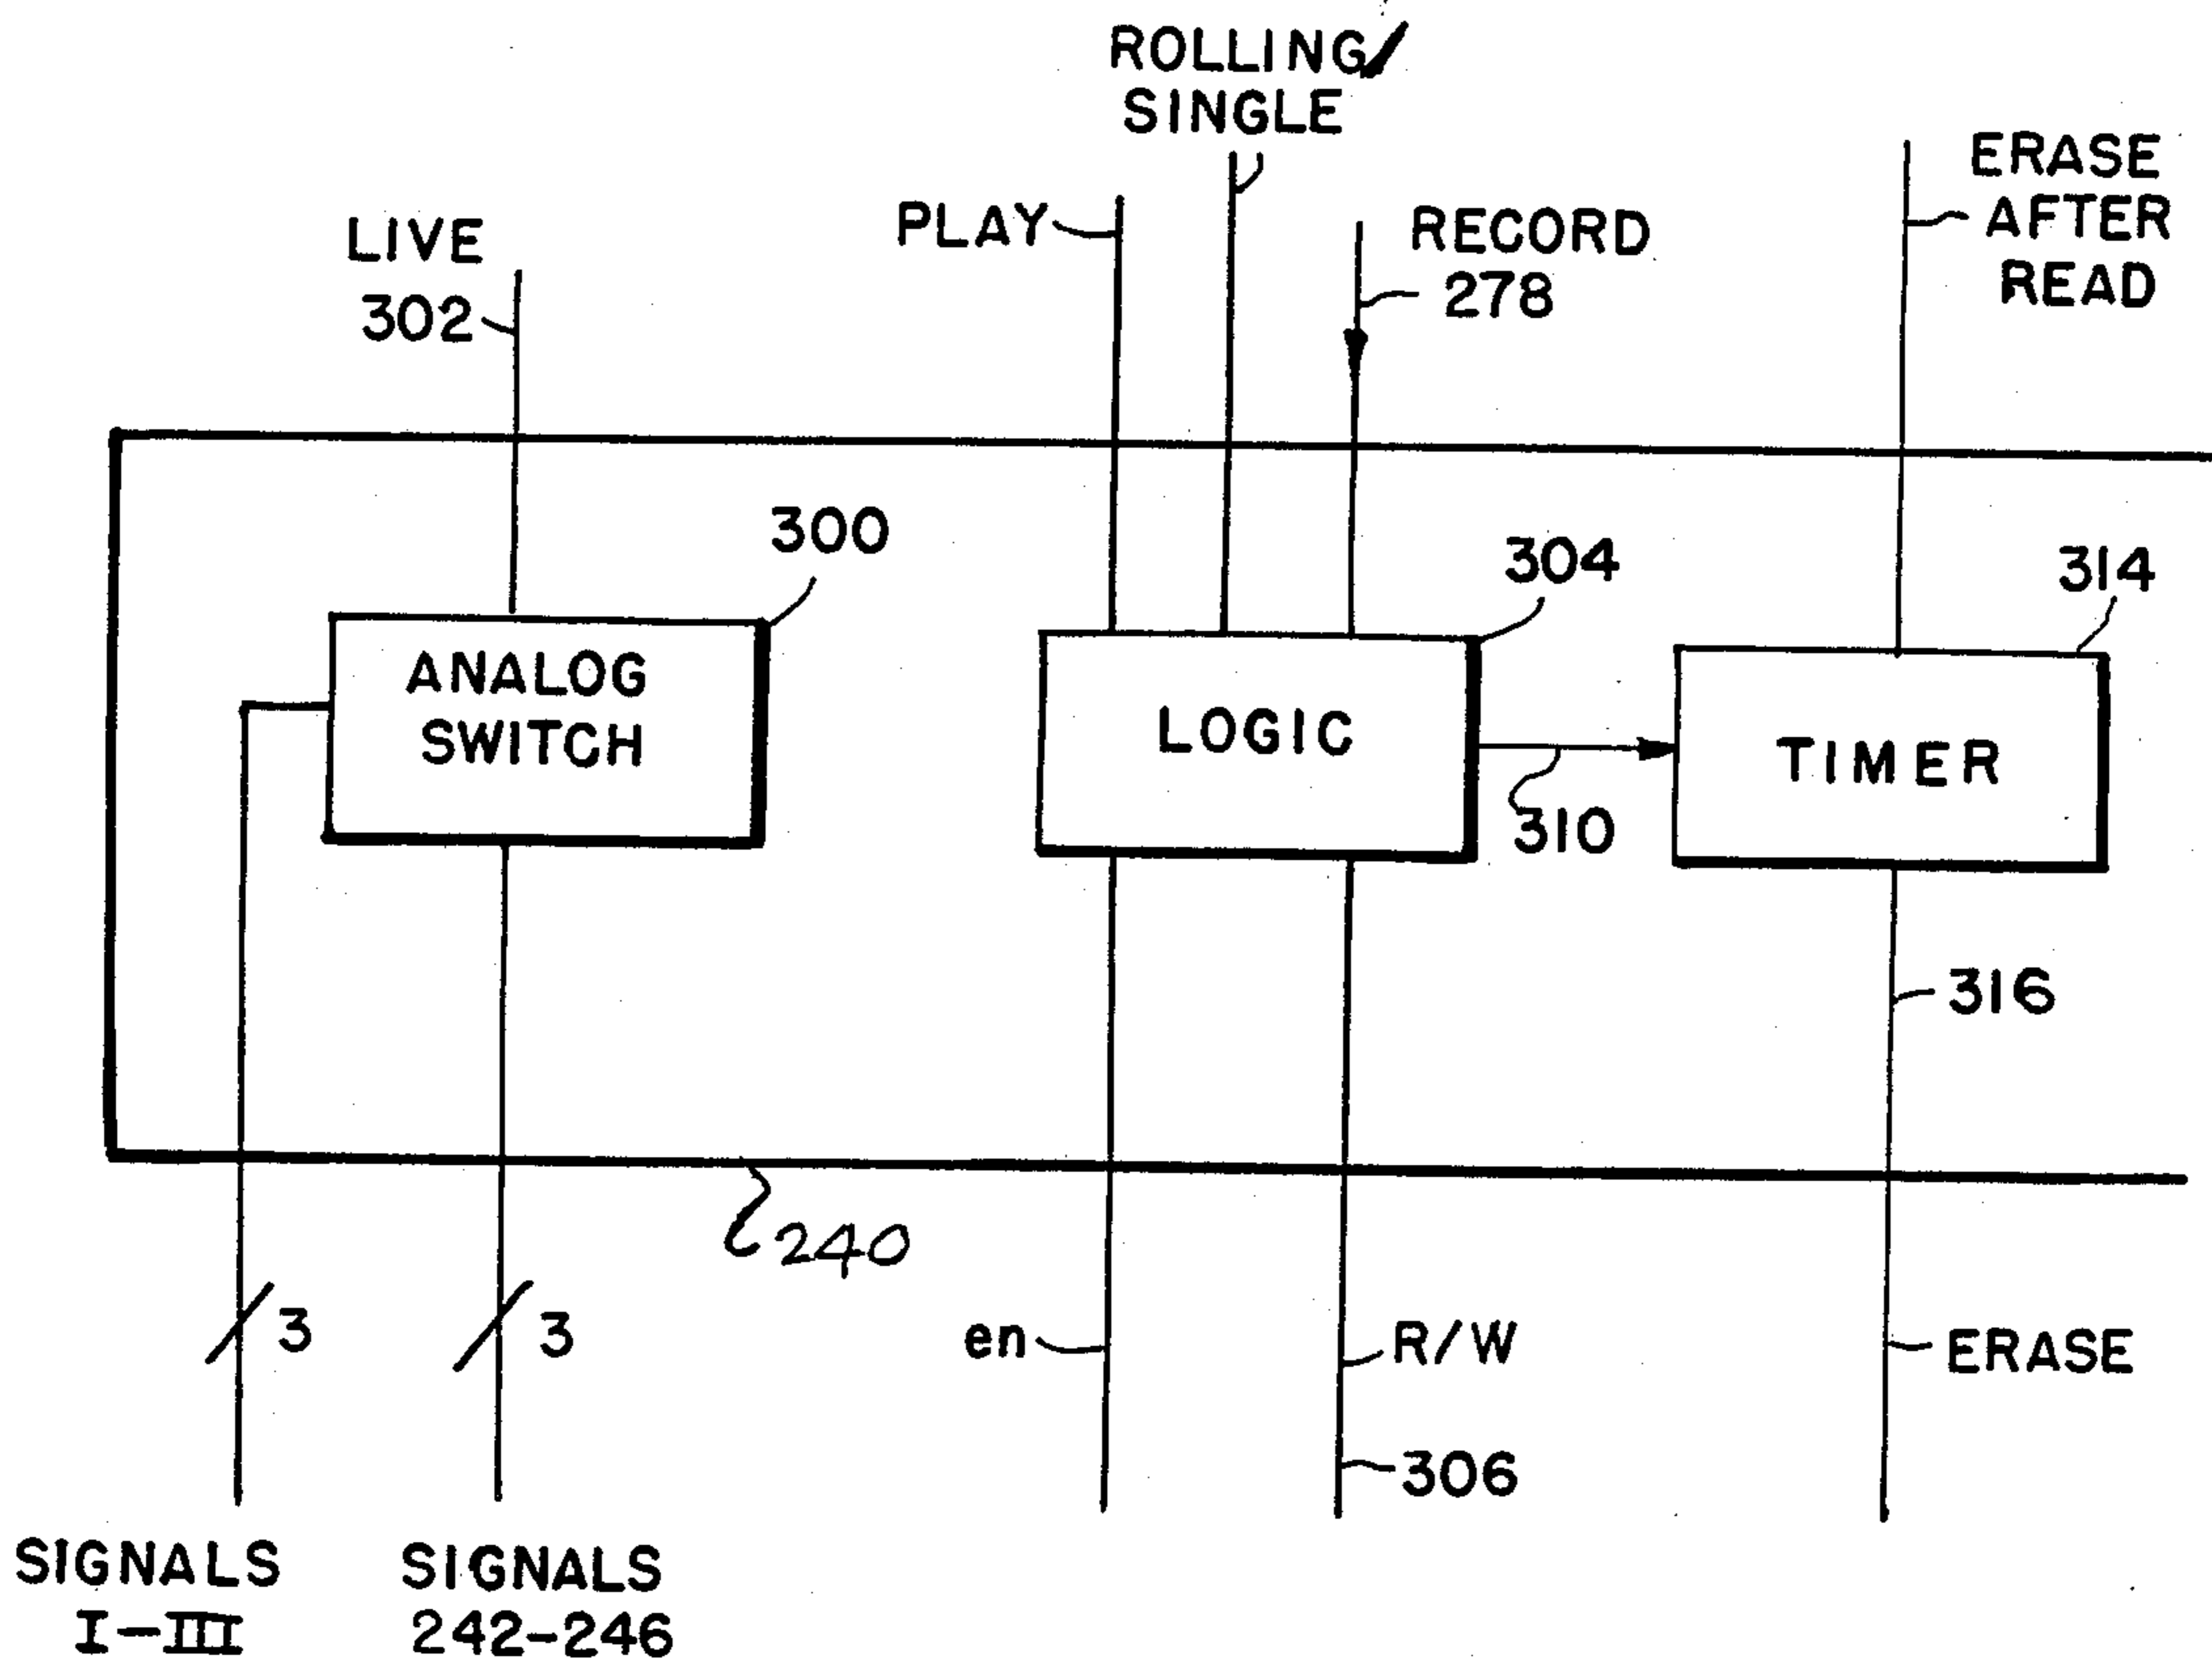 ROLLING/
SINGLE
PLAY
RECORD
278
ERASE
AFTER
READ
LIVE
302
300
304
314
ANALOG
SWITCH
LOGIC
TIMER
310
316
240
3
3
en
R/W
ERASE
306
SIGNALS
I-III
SIGNALS
242-246